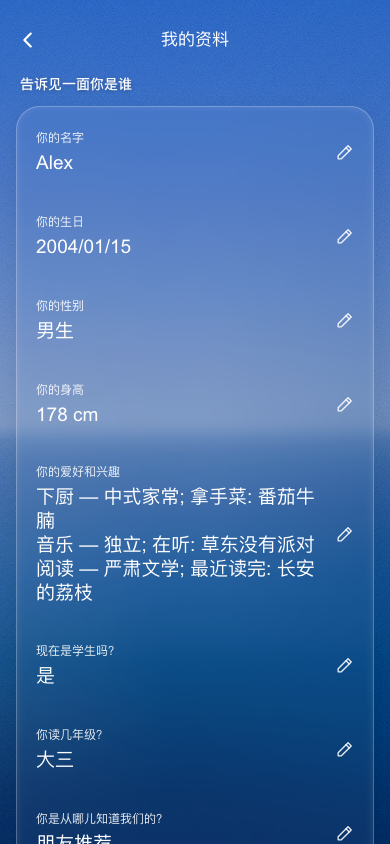 我的资料
告诉见一面你是谁
你的名字
Alex
你的生日
2004/01/15
你的性别
男生
你的身高
178 cm
你的爱好和兴趣
下厨 — 中式家常; 拿手菜: 番茄牛
腩
音乐 — 独立; 在听: 草东没有派对
阅读 — 严肃文学; 最近读完: 长安
的荔枝
现在是学生吗?
是
你读几年级?
大三
你是从哪儿知道我们的?
朋友推荐